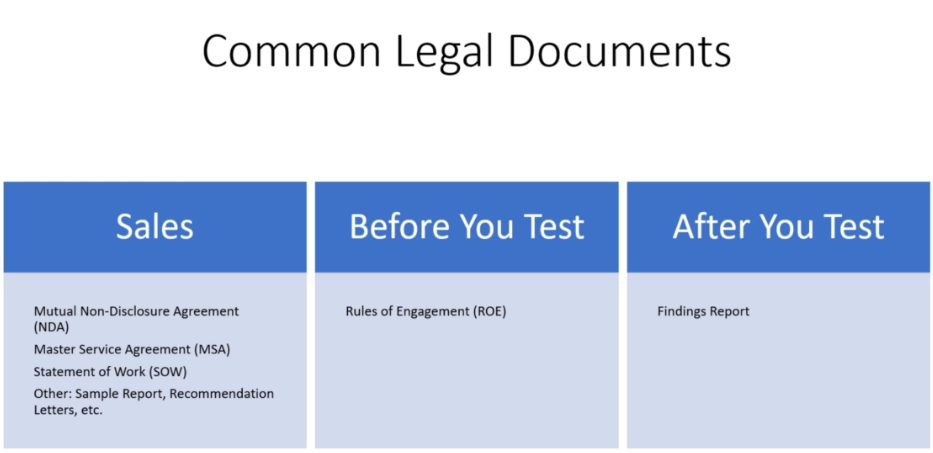 Common Legal Documents
Sales
Mutual Non-Disclosure Agreement
(NDA)
Master Service Agreement (MSA)
Statement of Work (SOW)
Other: Sample Report, Recommendation
Letters, etc.
Before You Test
Rules of Engagement (ROE)
After You Test
Findings Report